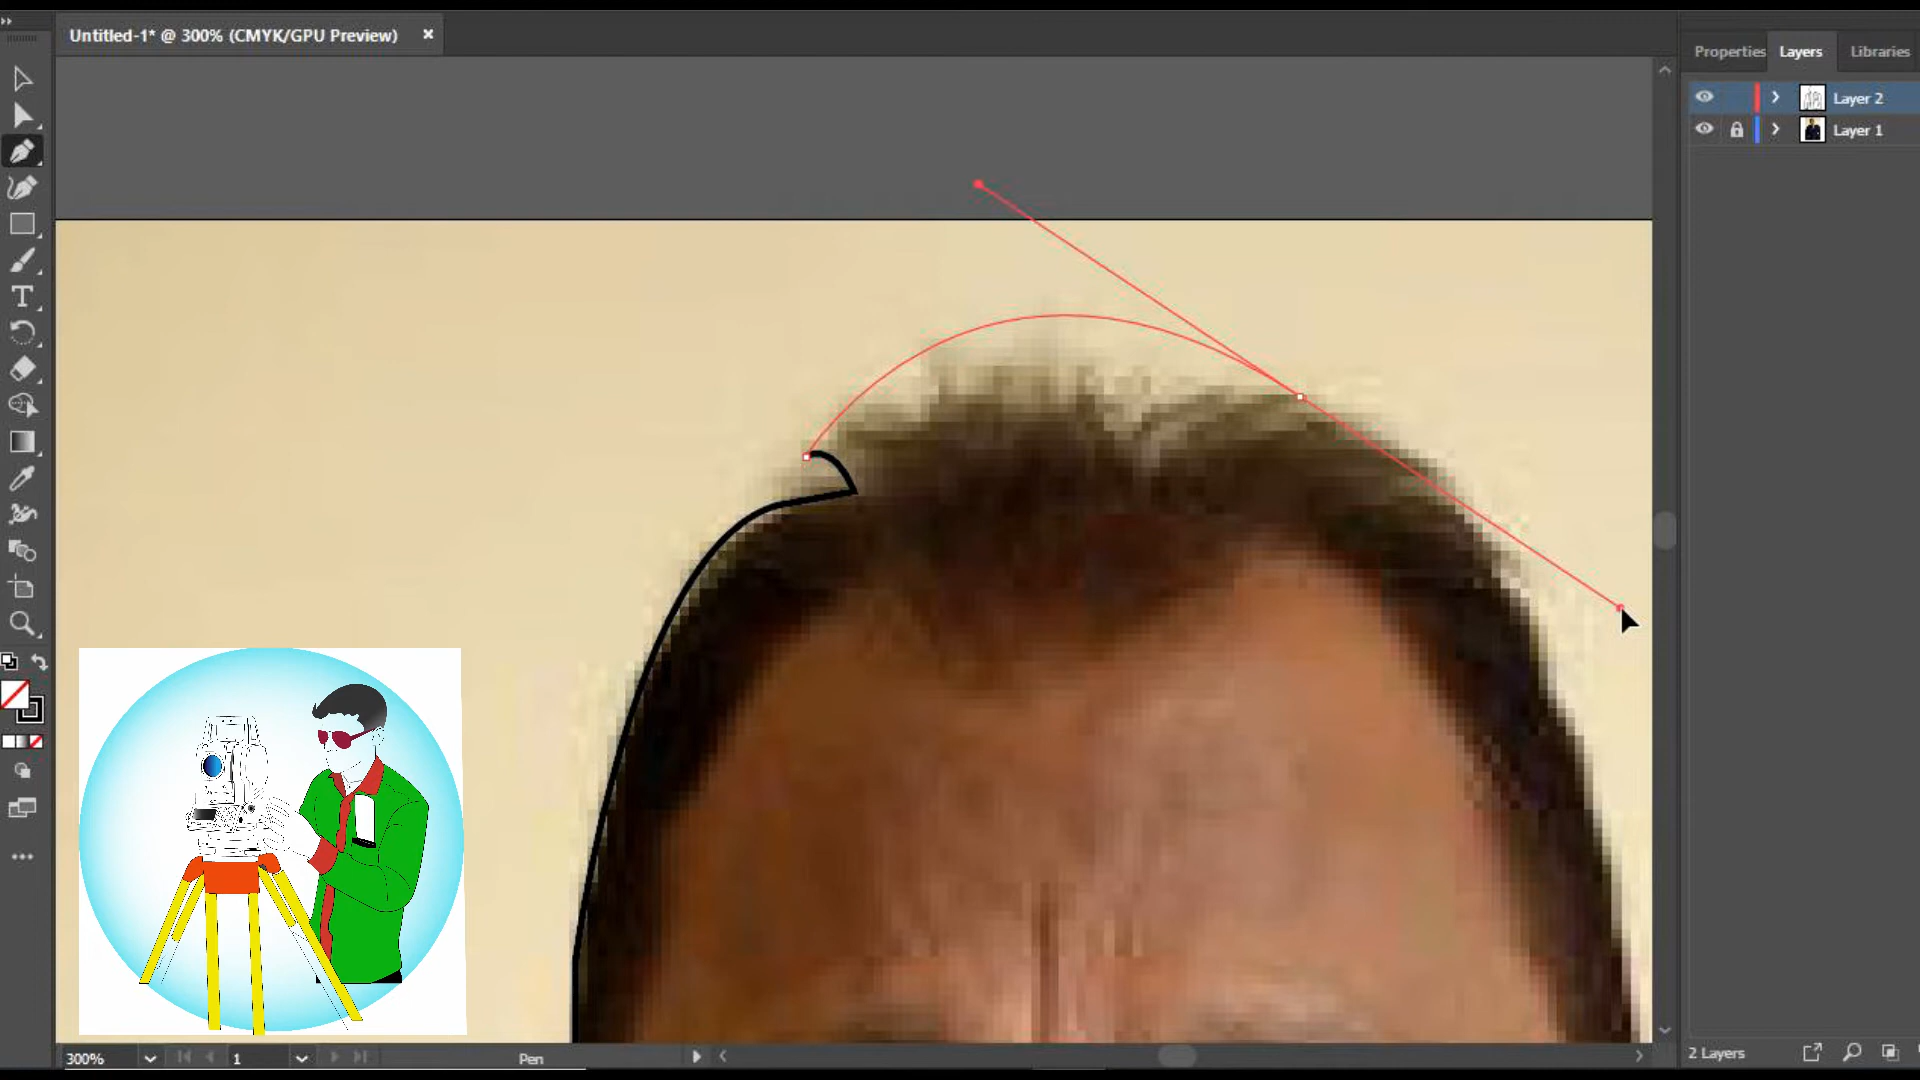 Untitled-1* @ 300% (CMYK/GPU Preview) ×
Properties Layers Libraries
Layer 2
Layer 1
300% 1 Pen
2 Layers